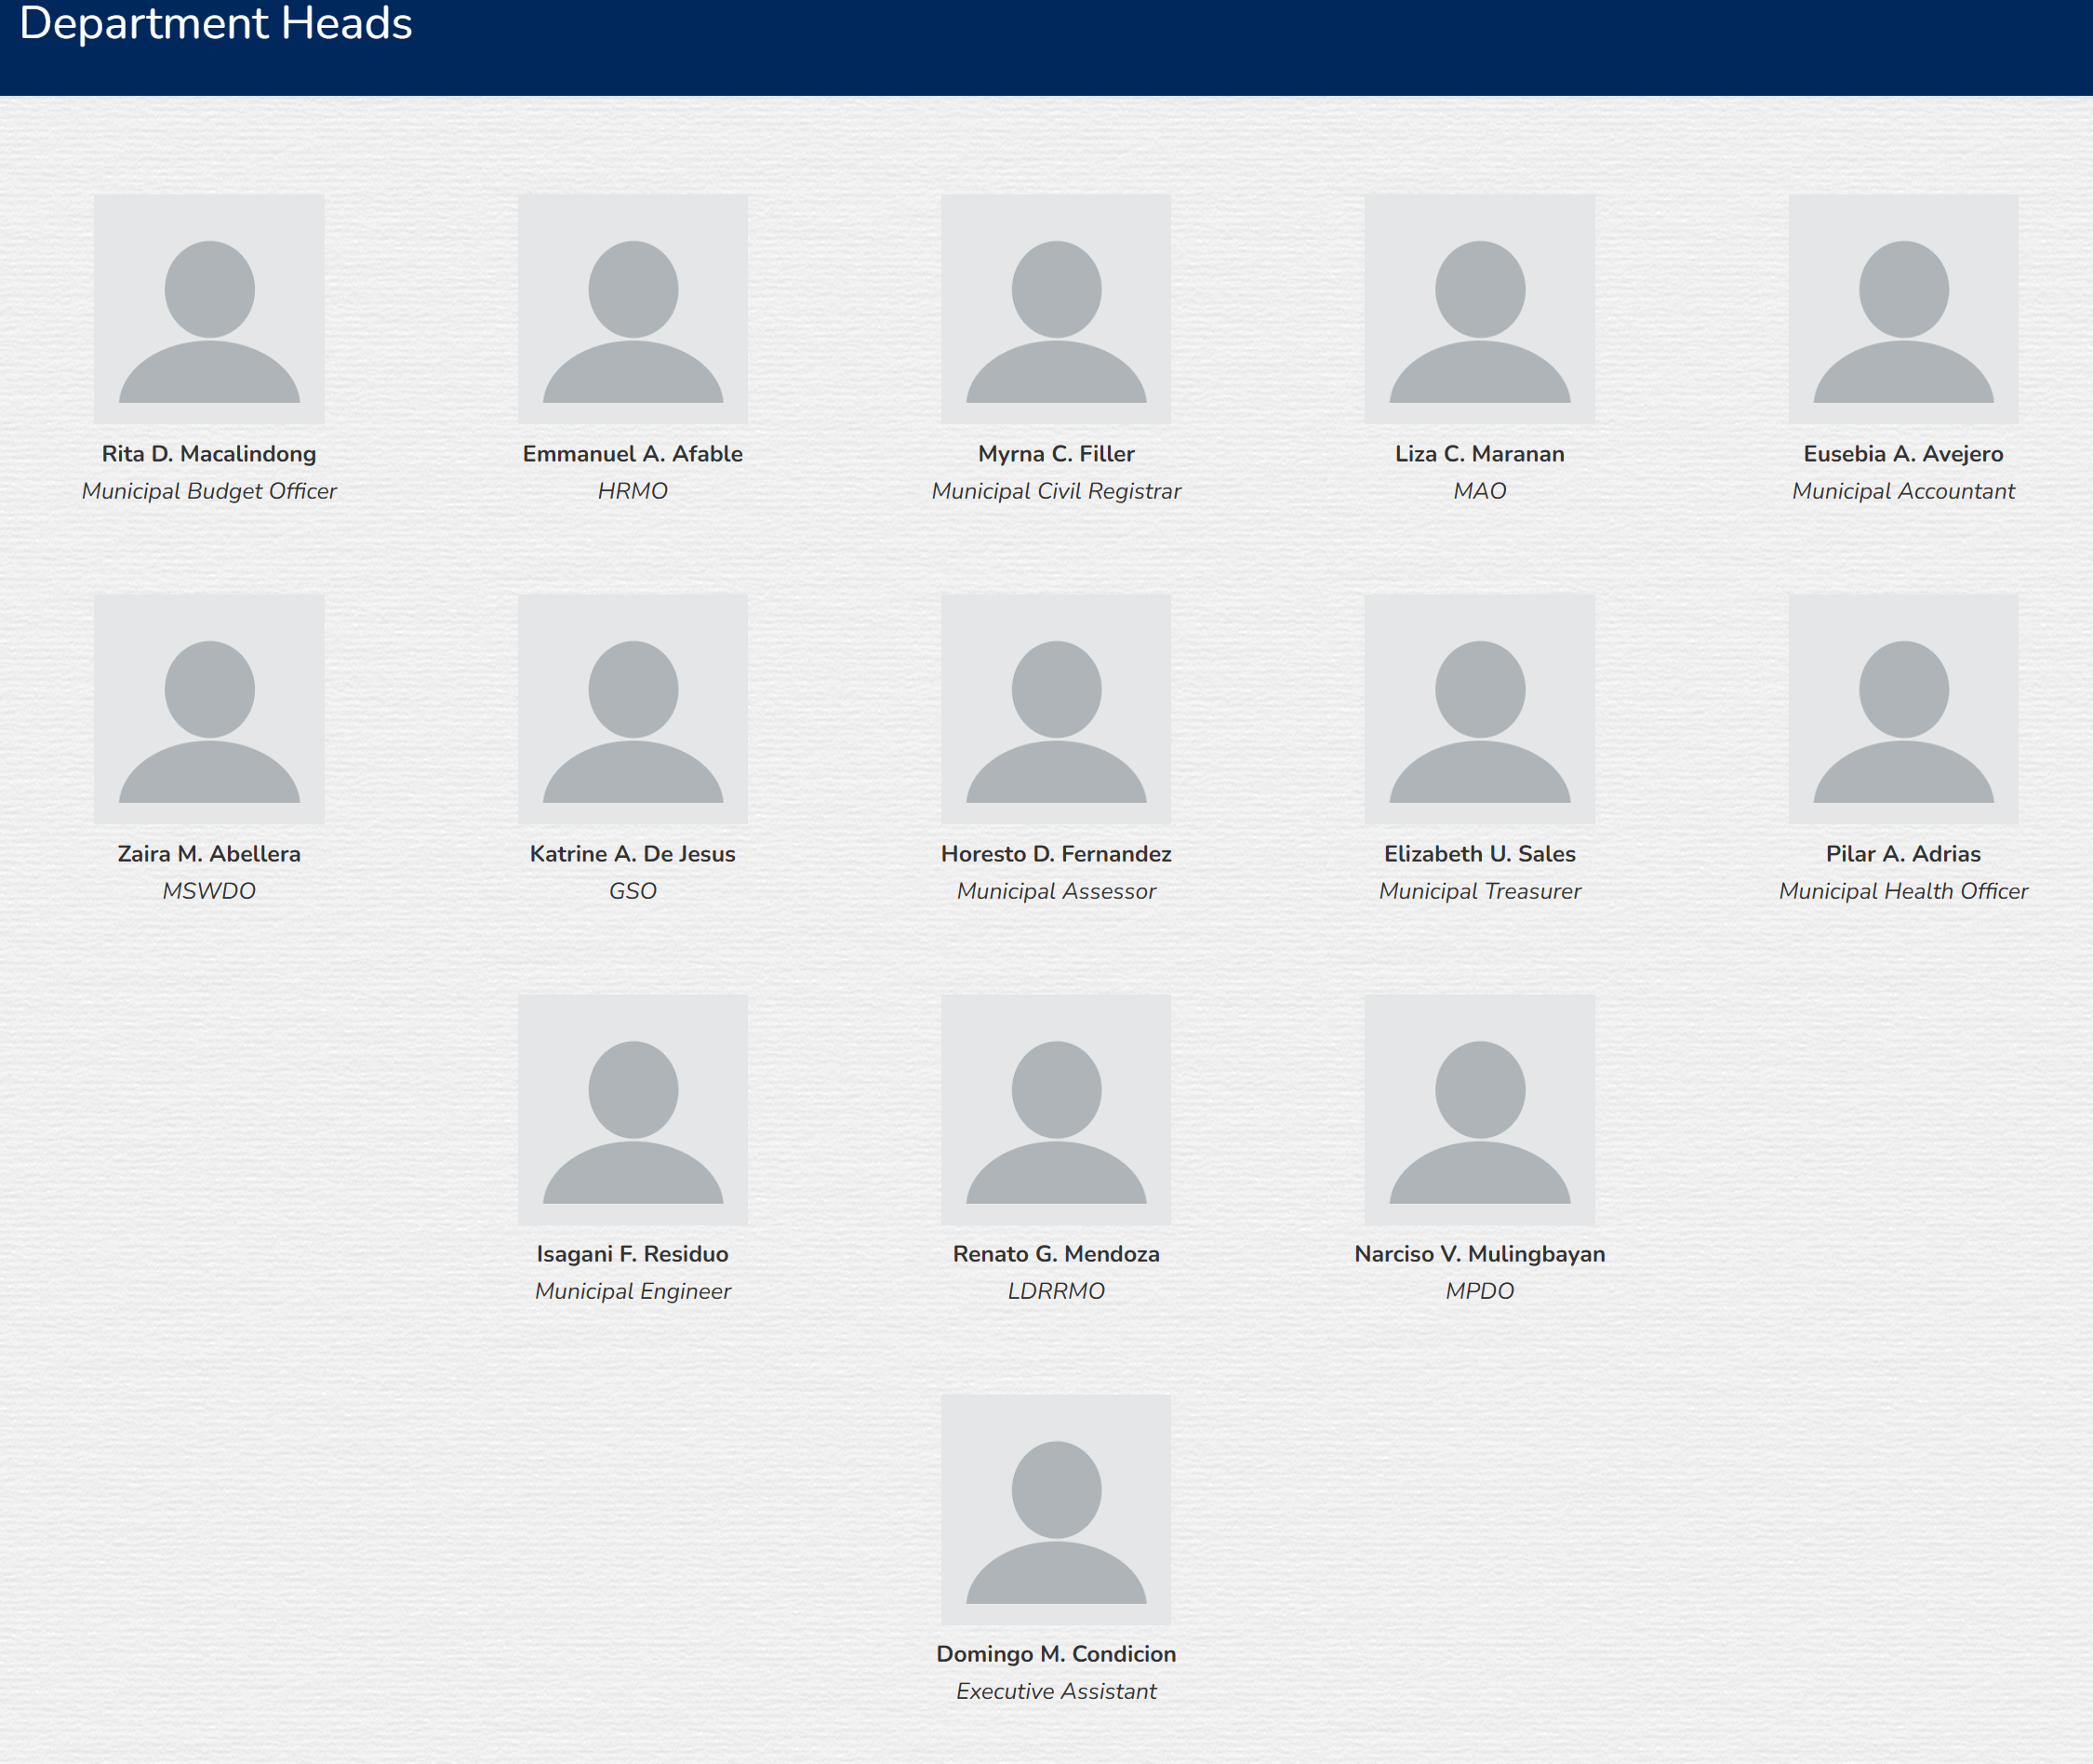 Department Heads
Rita D. Macalindong
Municipal Budget Officer
Emmanuel A. Afable
HRMO
Myrna C. Filler
Municipal Civil Registrar
Liza C. Maranan
MAO
Eusebia A. Avejero
Municipal Accountant
Zaira M. Abellera
MSWDO
Katrine A. De Jesus
GSO
Horesto D. Fernandez
Municipal Assessor
Elizabeth U. Sales
Municipal Treasurer
Pilar A. Adrias
Municipal Health Officer
Isagani F. Residuo
Municipal Engineer
Renato G. Mendoza
LDRRMO
Narciso V. Mulingbayan
MPDO
Domingo M. Condicion
Executive Assistant